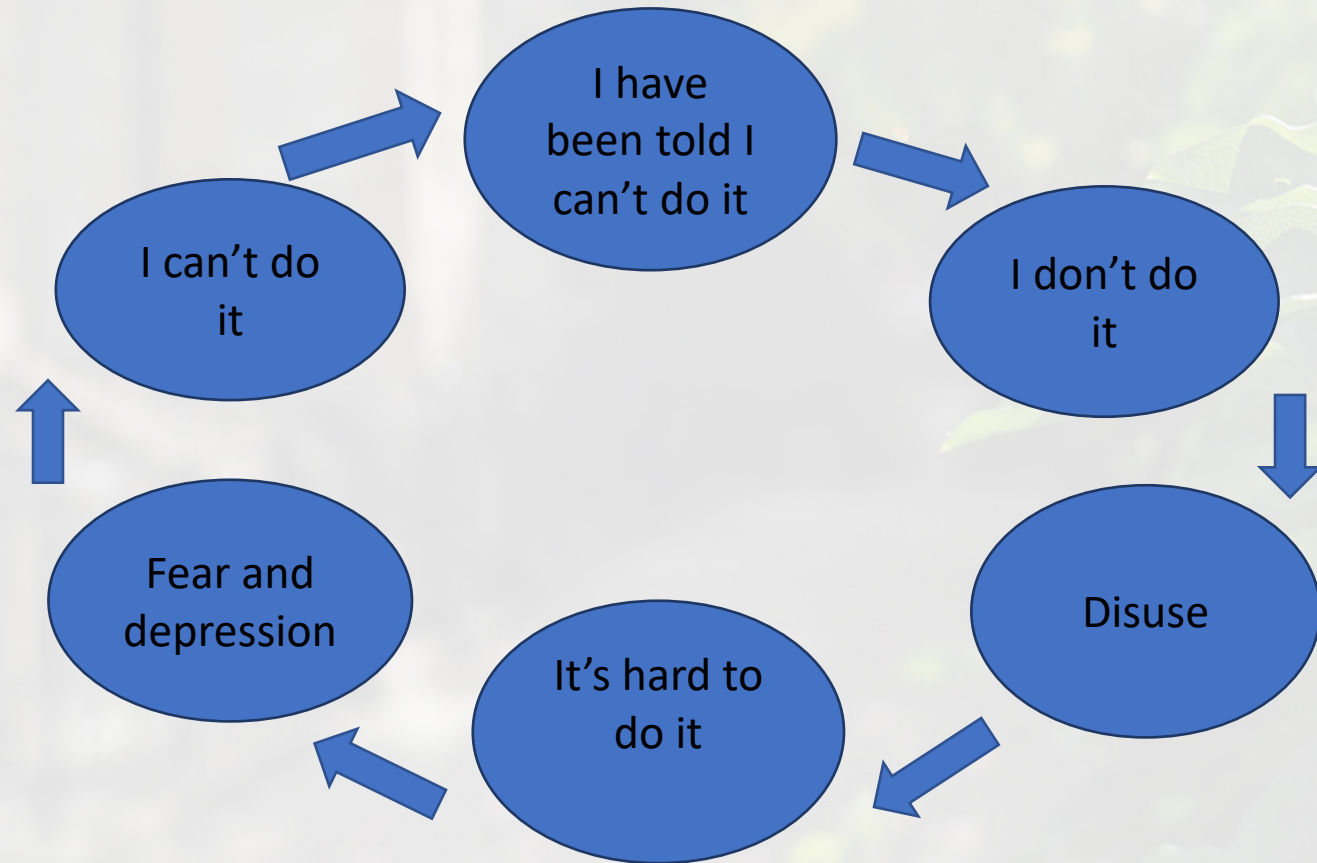 I have
been told I
can’t do it
I don’t do
it
Disuse
It’s hard to
do it
Fear and
depression
I can’t do
it